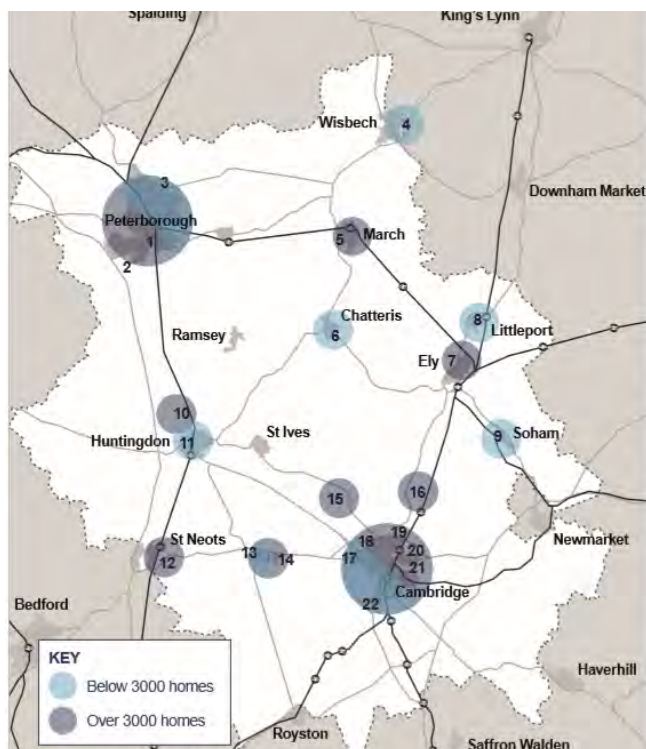 Spalding
King's Lynn
Wisbech
4
Downham Market
3
Peterborough
1
2
5
March
Chatteris
6
8
Littleport
Ramsey
Ely
7
10
Huntingdon
11
St Ives
9
Soham
15
16
Newmarket
St Neots
12
13
14
17
18
19
20
21
22
Cambridge
Bedford
KEY
Below 3000 homes
Over 3000 homes
Haverhill
Royston
Saffron Walden